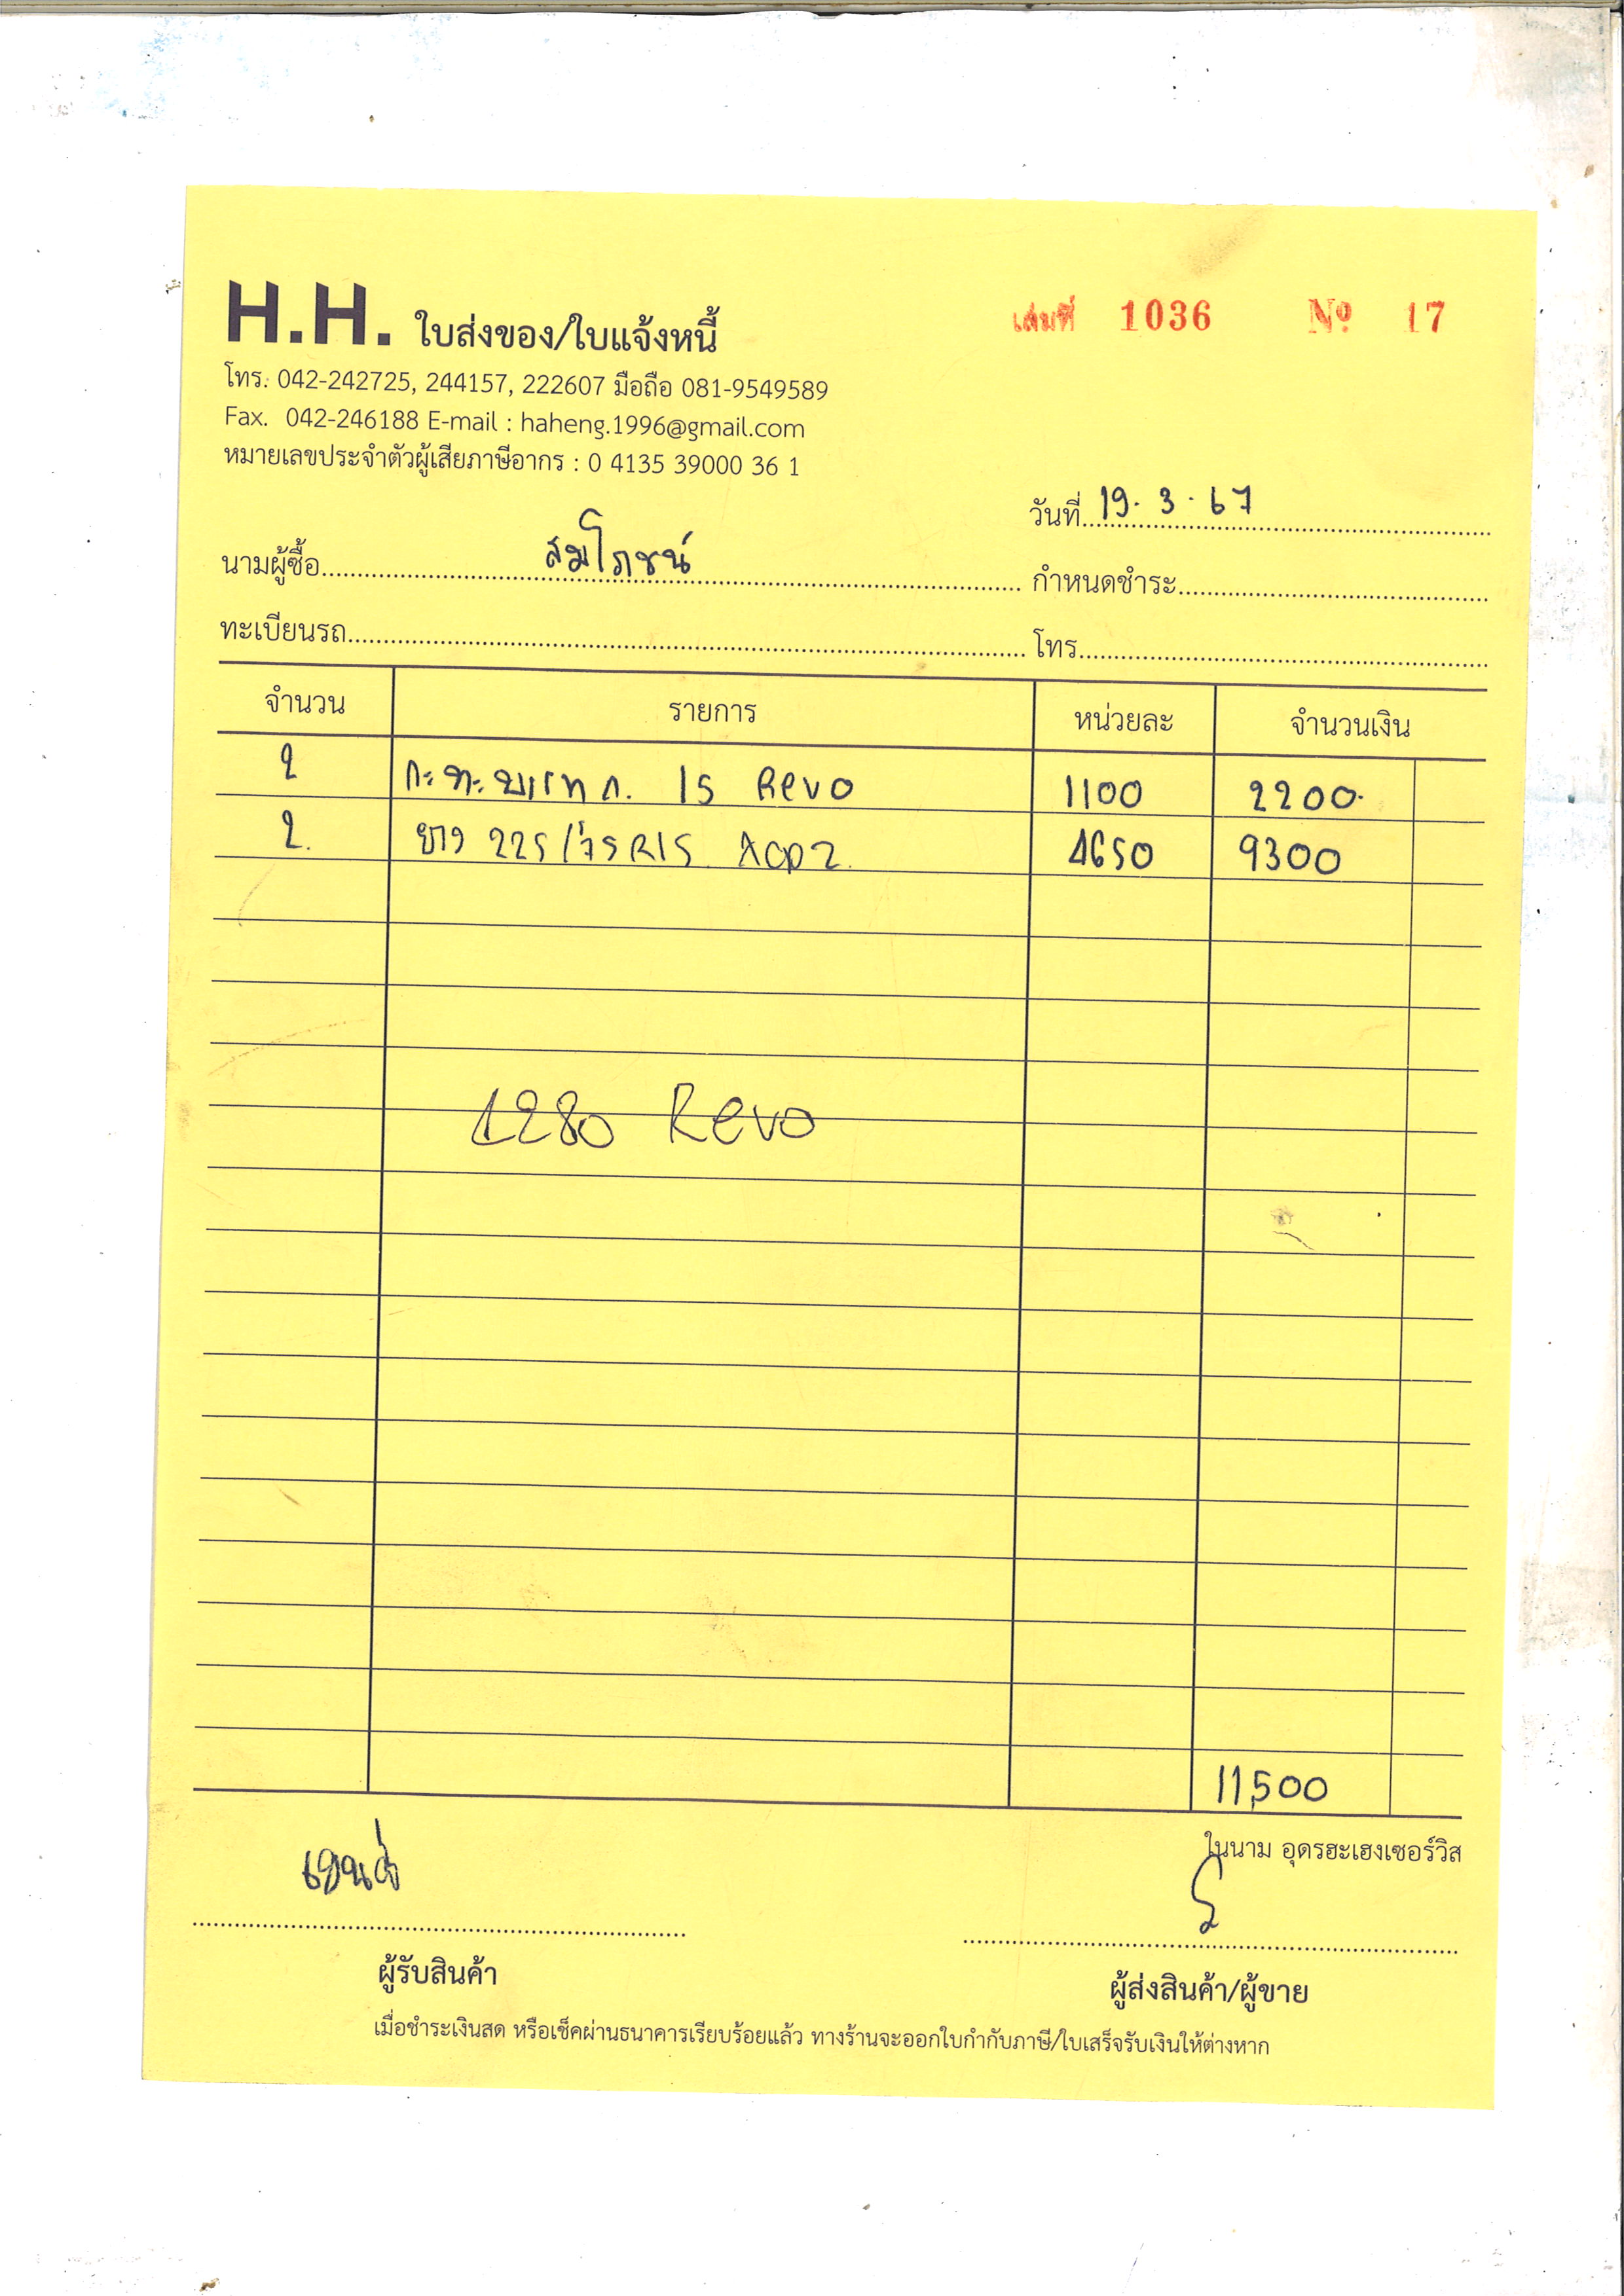 H.H. ใบส่งของ/ใบแจ้งหนี้ เล่มที่ 1036 Nº 17
โทร. 042-242725, 244157, 222607 มือถือ 081-9549589
Fax. 042-246188 E-mail : haheng.1996@gmail.com
หมายเลขประจำตัวผู้เสียภาษีอากร : 0 4135 39000 36 1
วันที่ 19. 3. 67
นามผู้ซื้อ สมโภชน์ กำหนดชำระ
ทะเบียนรถ โทร.
จำนวน รายการ หน่วยละ จำนวนเงิน
2 กะทะ 15 Revo 1100 2200.
2. ยาง 225/75R15 4650 9300
1280 Revo
11,500
ในนาม อุดรฮะเฮงเซอร์วิส
ผู้รับสินค้า ผู้ส่งสินค้า/ผู้ขาย
เมื่อชำระเงินสด หรือเช็คผ่านธนาคารเรียบร้อยแล้ว ทางร้านจะออกใบกำกับภาษี/ใบเสร็จรับเงินให้ต่างหาก